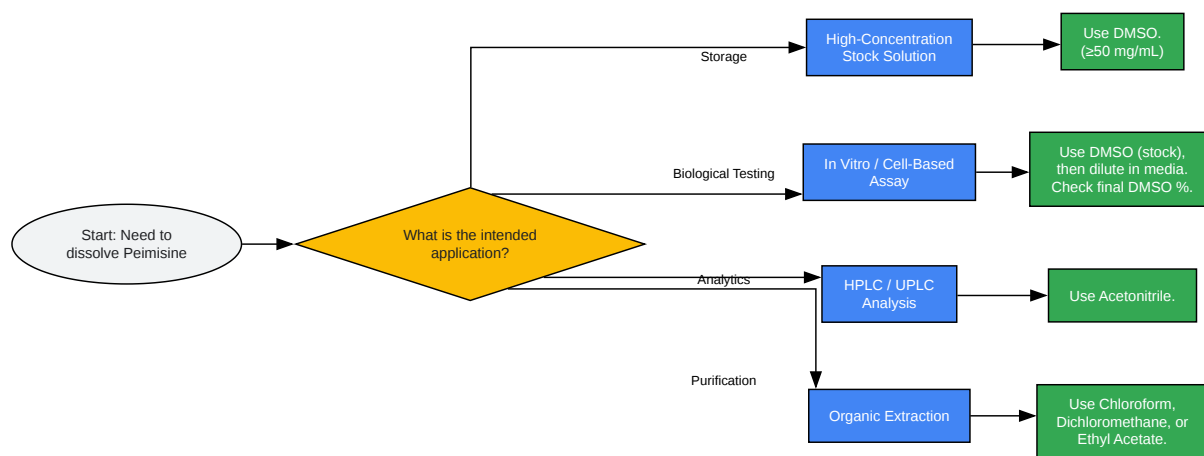 Start: Need to
dissolve Peimisine
What is the intended
application?
Storage
High-Concentration
Stock Solution
Use DMSO.
(≥50 mg/mL)
Biological Testing
In Vitro / Cell-Based
Assay
Use DMSO (stock),
then dilute in media.
Check final DMSO %.
Analytics
HPLC / UPLC
Analysis
Use Acetonitrile.
Purification
Organic Extraction
Use Chloroform,
Dichloromethane, or
Ethyl Acetate.